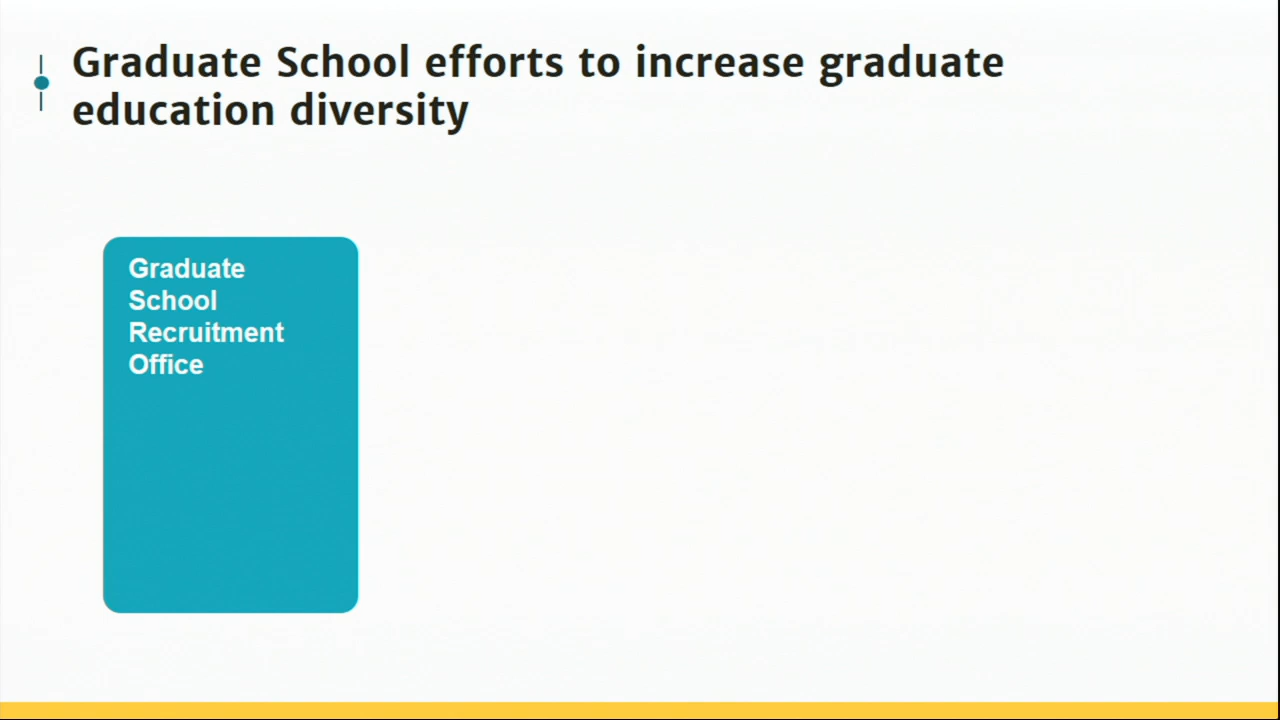 Graduate School efforts to increase graduate
education diversity
Graduate
School
Recruitment
Office